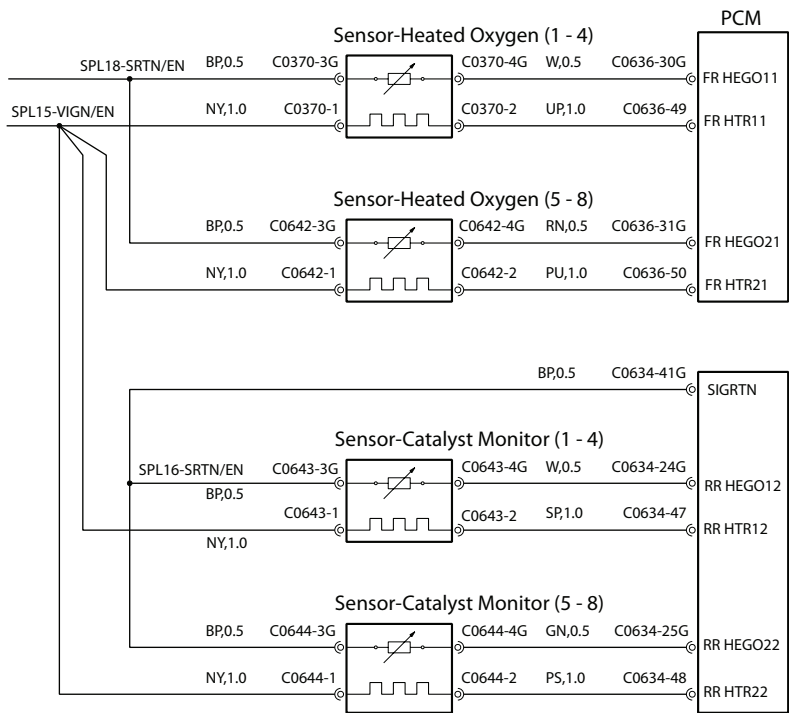 PCM
Sensor-Heated Oxygen (1 - 4)
SPL18-SRTN/EN BP,0.5 C0370-3G C0370-4G W,0.5 C0636-30G FR HEGO11
SPL15-VIGN/EN NY,1.0 C0370-1 C0370-2 UP,1.0 C0636-49 FR HTR11
Sensor-Heated Oxygen (5 - 8)
BP,0.5 C0642-3G C0642-4G RN,0.5 C0636-31G FR HEGO21
NY,1.0 C0642-1 C0642-2 PU,1.0 C0636-50 FR HTR21
BP,0.5 C0634-41G SIGRTN
Sensor-Catalyst Monitor (1 - 4)
SPL16-SRTN/EN C0643-3G C0643-4G W,0.5 C0634-24G RR HEGO12
BP,0.5
C0643-1 C0643-2 SP,1.0 C0634-47 RR HTR12
NY,1.0
Sensor-Catalyst Monitor (5 - 8)
BP,0.5 C0644-3G C0644-4G GN,0.5 C0634-25G RR HEGO22
NY,1.0 C0644-1 C0644-2 PS,1.0 C0634-48 RR HTR22